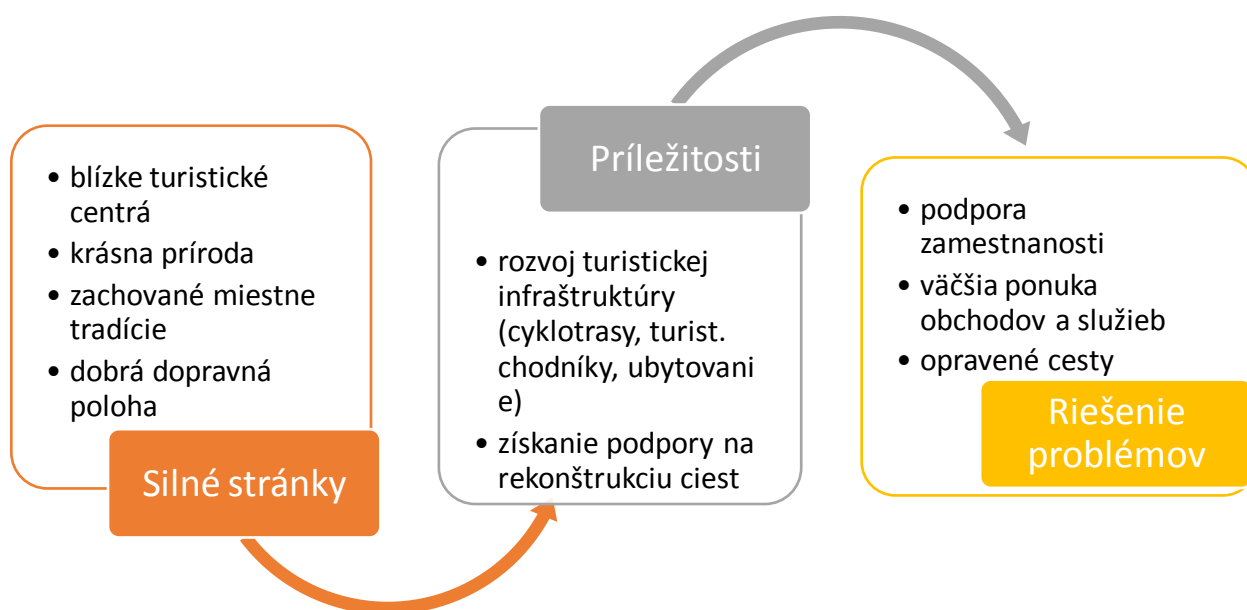 • blízke turistické
centrá
• krásna príroda
• zachované miestne
tradície
• dobrá dopravná
poloha
Silné stránky
Príležitosti
• rozvoj turistickej
infraštruktúry
(cyklotrasy, turist.
chodníky, ubytovani
e)
• získanie podpory na
rekonštrukciu ciest
• podpora
zamestnanosti
• väčšia ponuka
obchodov a služieb
• opravené cesty
Riešenie
problémov